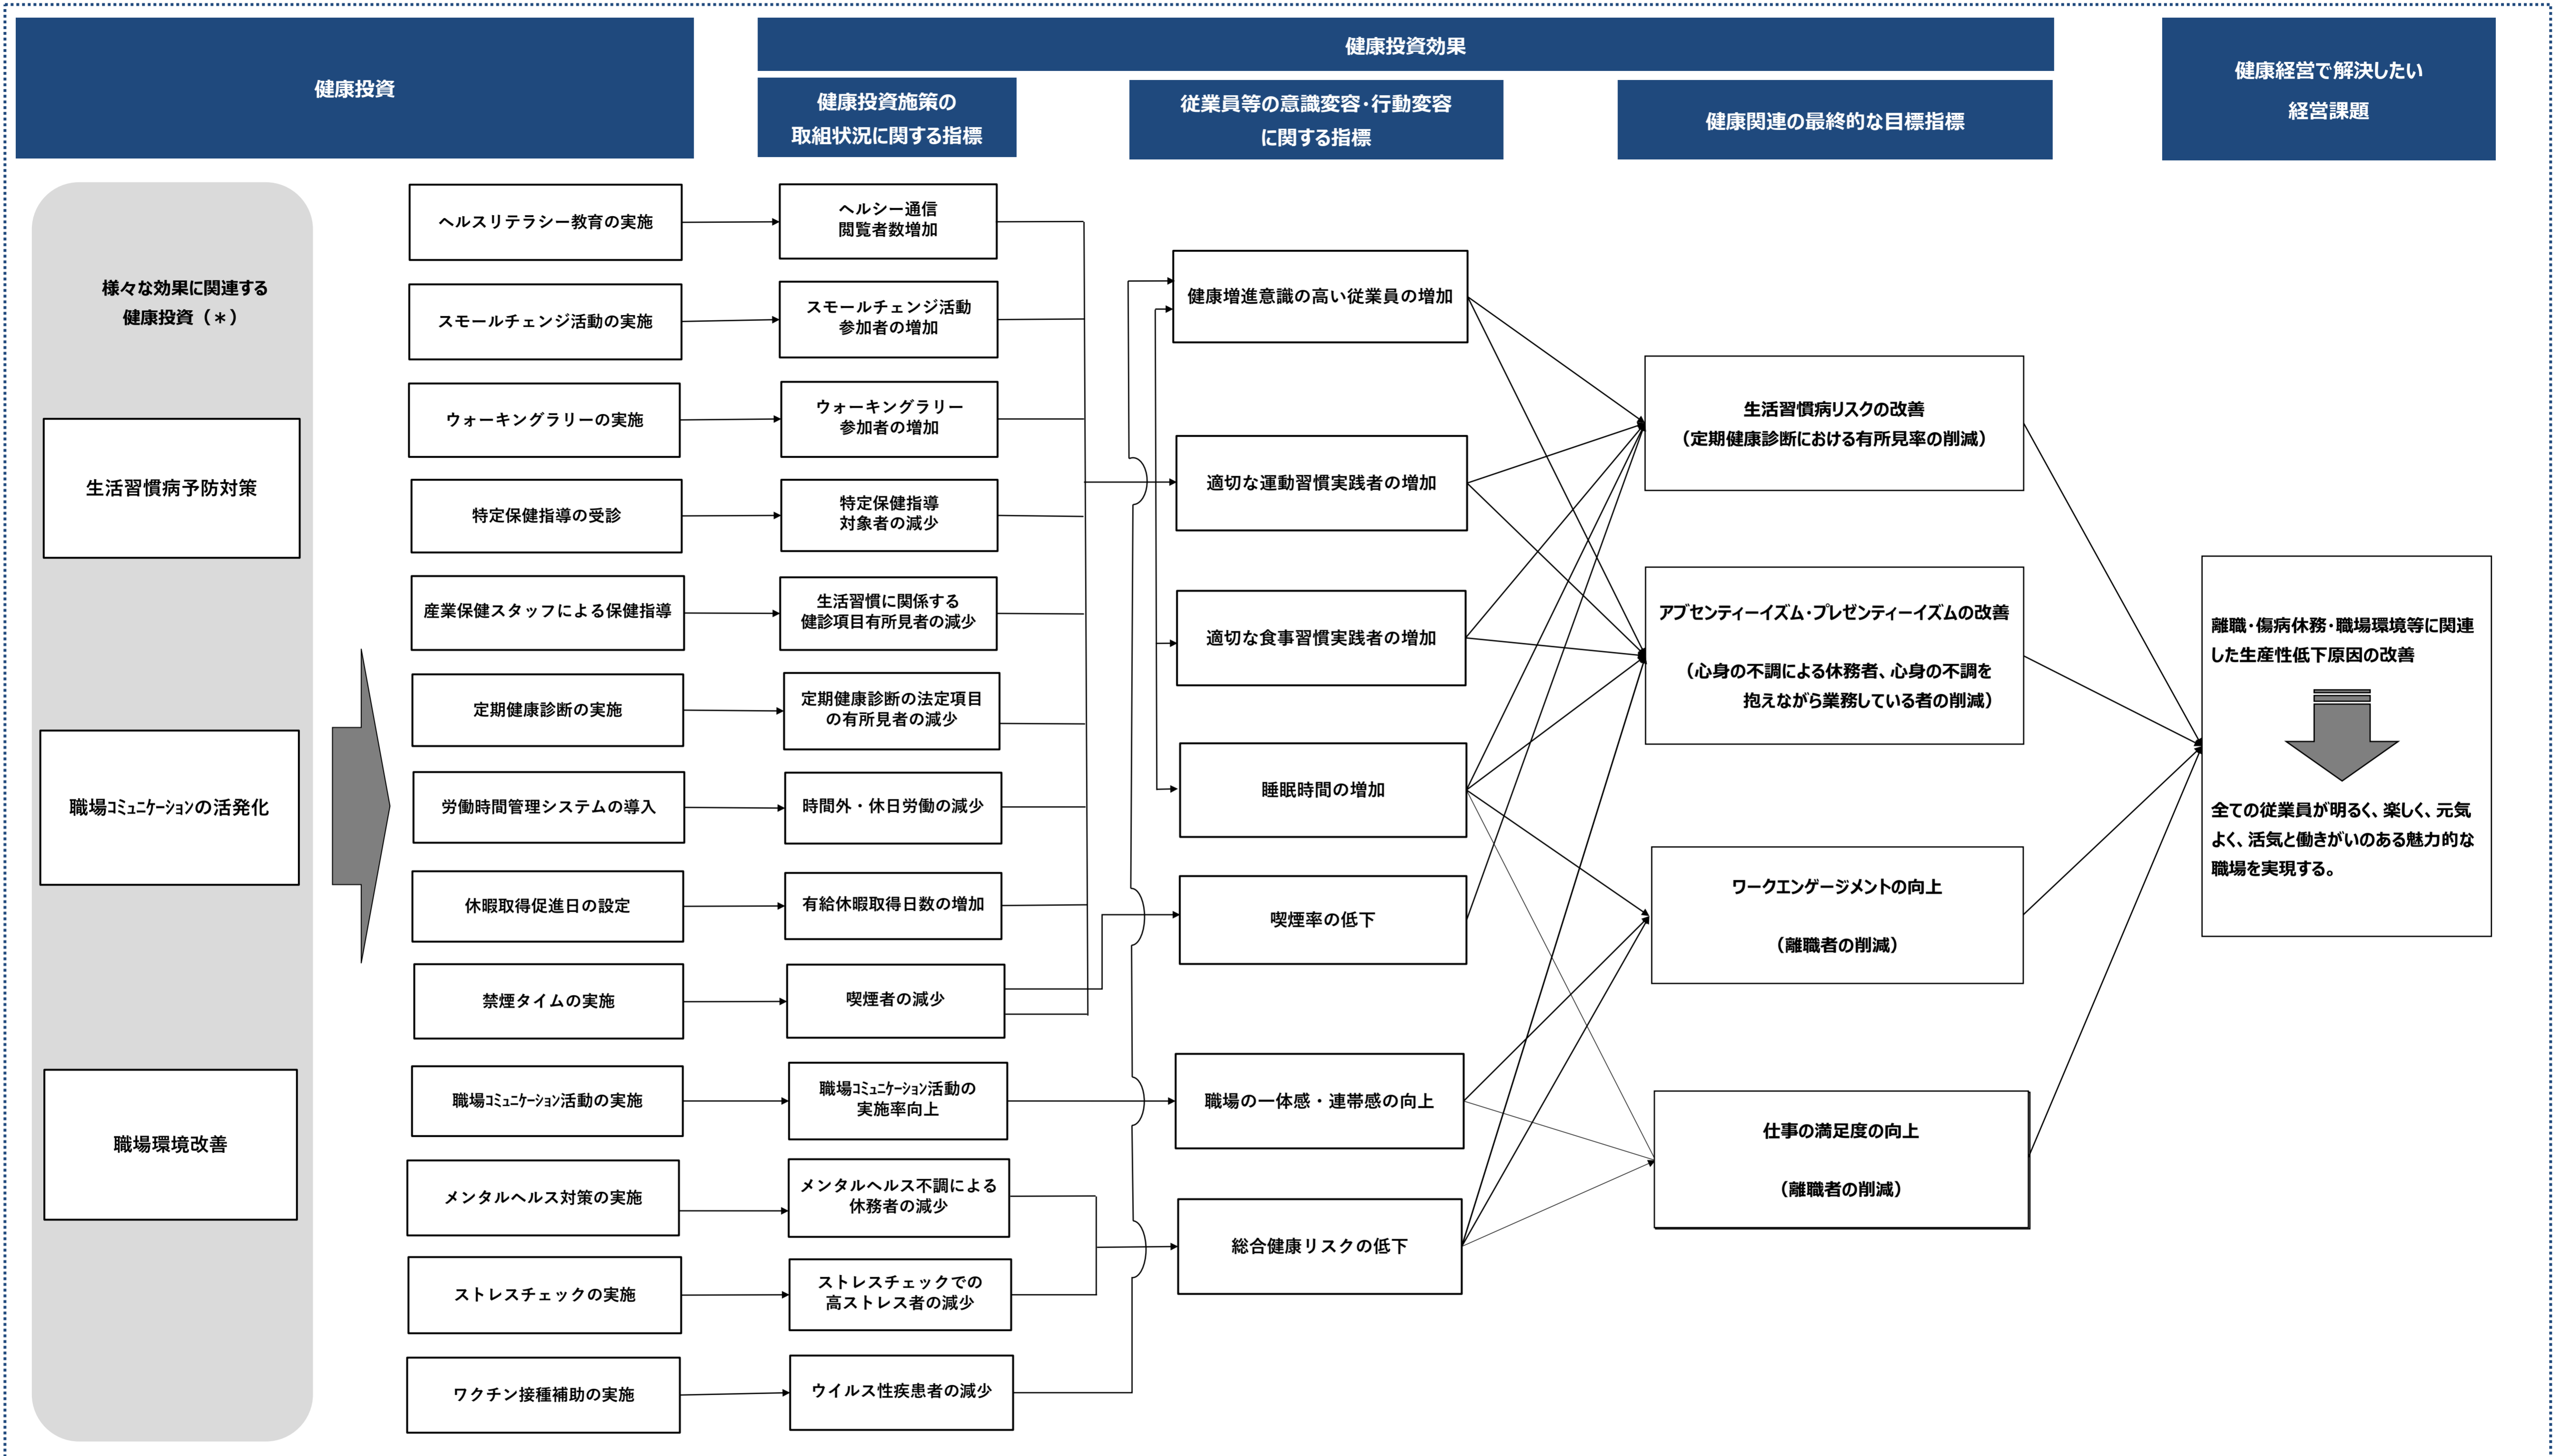 健康投資
健康投資効果
健康投資施策の
取組状況に関する指標
従業員等の意識変容・行動変容
に関する指標
健康関連の最終的な目標指標
健康経営で解決したい
経営課題
様々な効果に関連する
健康投資（＊）
生活習慣病予防対策
職場ｺﾐｭﾆｹｰｼｮﾝの活発化
職場環境改善
ヘルスリテラシー教育の実施
スモールチェンジ活動の実施
ウォーキングラリーの実施
特定保健指導の受診
産業保健スタッフによる保健指導
定期健康診断の実施
労働時間管理システムの導入
休暇取得促進日の設定
禁煙タイムの実施
職場ｺﾐｭﾆｹｰｼｮﾝ活動の実施
メンタルヘルス対策の実施
ストレスチェックの実施
ワクチン接種補助の実施
ヘルシー通信
閲覧者数増加
スモールチェンジ活動
参加者の増加
ウォーキングラリー
参加者の増加
特定保健指導
対象者の減少
生活習慣に関係する
健診項目有所見者の減少
定期健康診断の法定項目
の有所見者の減少
時間外・休日労働の減少
有給休暇取得日数の増加
喫煙者の減少
職場ｺﾐｭﾆｹｰｼｮﾝ活動の
実施率向上
メンタルヘルス不調による
休務者の減少
ストレスチェックでの
高ストレス者の減少
ウイルス性疾患者の減少
健康増進意識の高い従業員の増加
適切な運動習慣実践者の増加
適切な食事習慣実践者の増加
睡眠時間の増加
喫煙率の低下
職場の一体感・連帯感の向上
総合健康リスクの低下
生活習慣病リスクの改善
（定期健康診断における有所見率の削減）
アブセンティーイズム・プレゼンティーイズムの改善
（心身の不調による休務者、心身の不調を
抱えながら業務している者の削減）
ワークエンゲージメントの向上
（離職者の削減）
仕事の満足度の向上
（離職者の削減）
離職・傷病休務・職場環境等に関連
した生産性低下原因の改善
全ての従業員が明るく、楽しく、元気
よく、活気と働きがいのある魅力的な
職場を実現する。